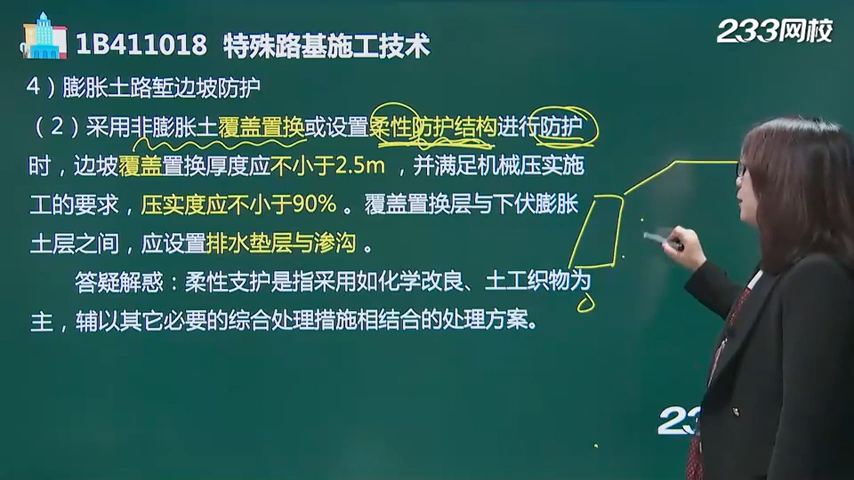 1B411018 特殊路基施工技术
233网校
4）膨胀土路堑边坡防护
（2）采用非膨胀土覆盖置换或设置柔性防护结构进行防护
时，边坡覆盖置换厚度应不小于2.5m ，并满足机械压实施
工的要求，压实度应不小于90% 。覆盖置换层与下伏膨胀
土层之间，应设置排水垫层与渗沟 。
答疑解惑：柔性支护是指采用如化学改良、土工织物为
主，辅以其它必要的综合处理措施相结合的处理方案。
23